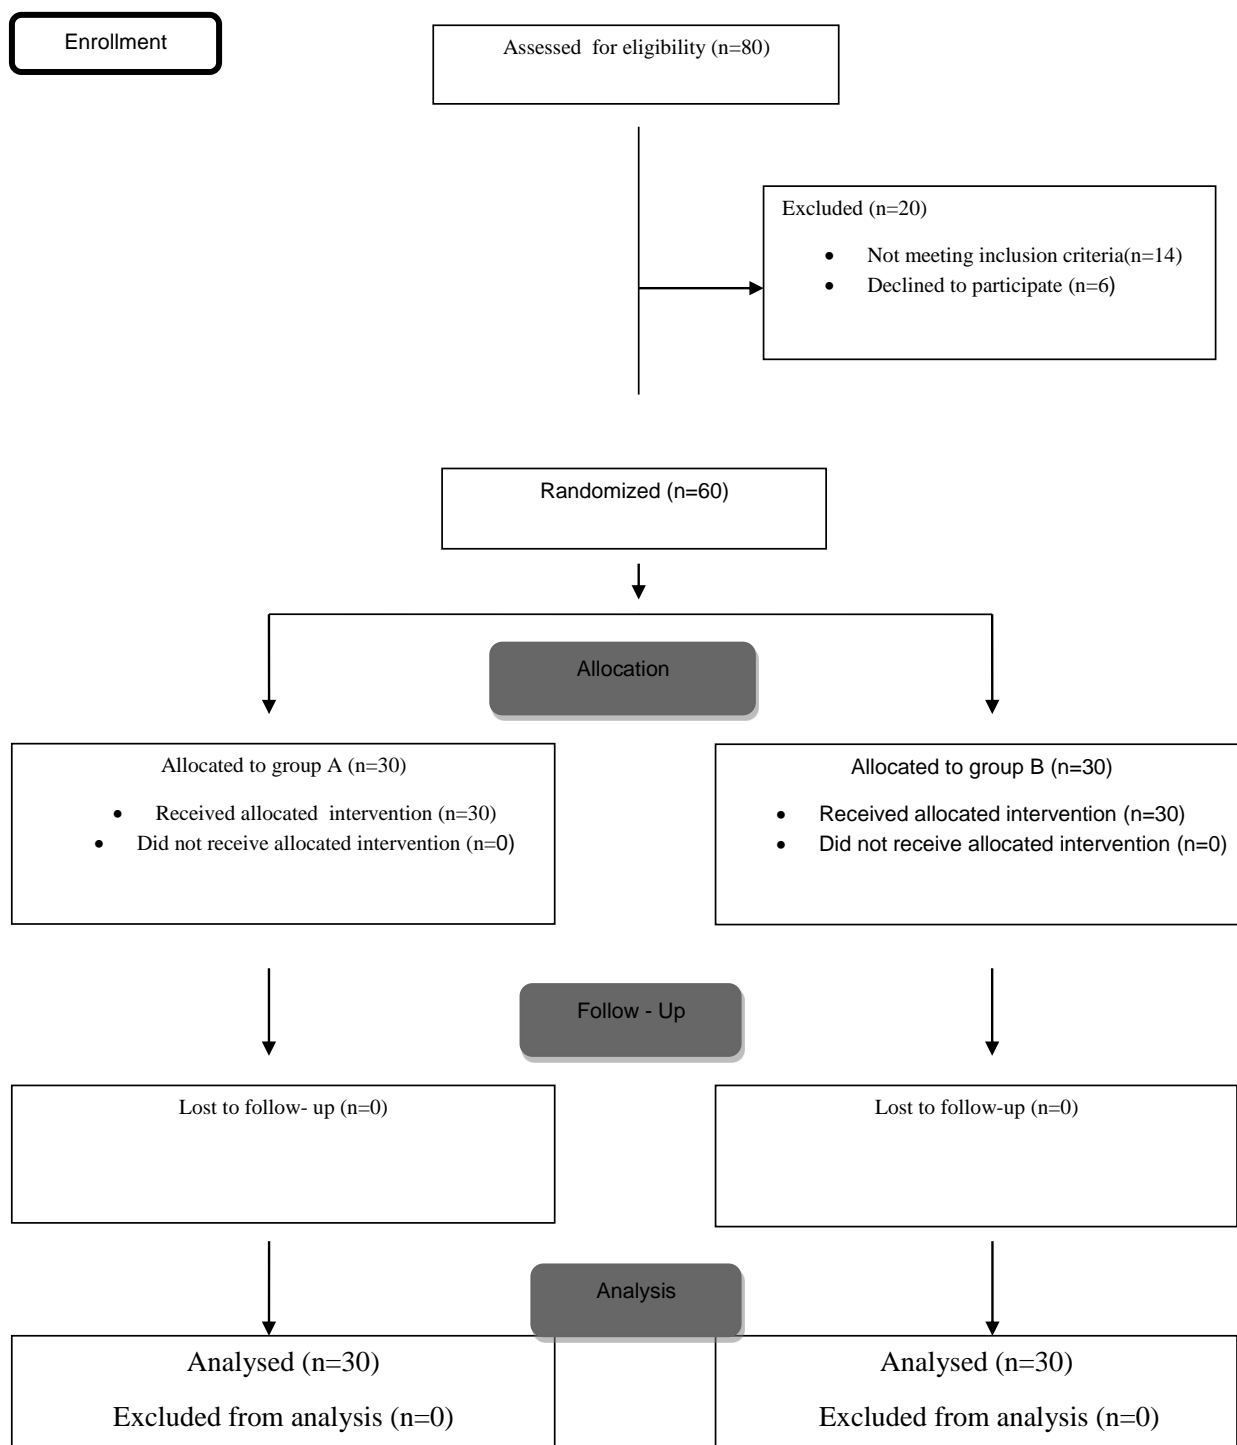 Enrollment
Assessed  for eligibility (n=80)
Excluded (n=20)
• Not meeting inclusion criteria(n=14)
• Declined to participate (n=6)
Randomized (n=60)
Allocation
Allocated to group A (n=30)
• Received allocated  intervention (n=30)
• Did not receive allocated intervention (n=0)
Allocated to group B (n=30)
• Received allocated intervention (n=30)
• Did not receive allocated intervention (n=0)
Follow - Up
Lost to follow- up (n=0)
Lost to follow-up (n=0)
Analysis
Analysed (n=30)
Excluded from analysis (n=0)
Analysed (n=30)
Excluded from analysis (n=0)